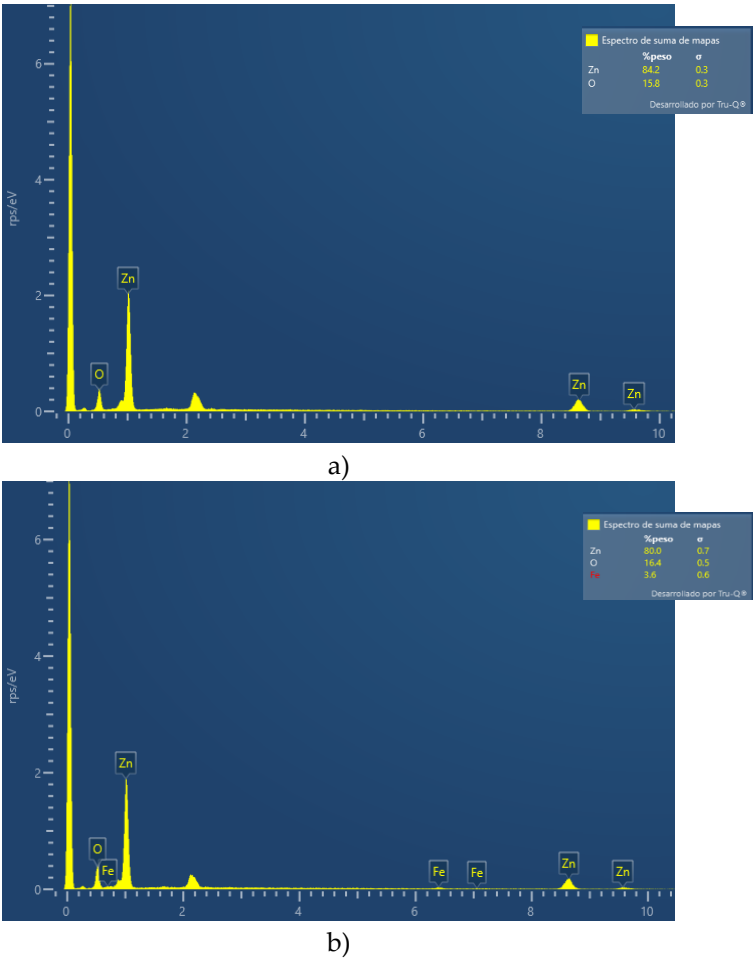 Espectro de suma de mapas
%peso σ
Zn 84.2 0.3
O 15.8 0.3
Desarrollado por Tru-Q®
rps/eV
6
4
2
0
O
Zn
Zn
Zn
0 2 4 6 8 10
a)
Espectro de suma de mapas
%peso σ
Zn 80.0 0.7
O 16.4 0.5
Fe 3.6 0.6
Desarrollado por Tru-Q®
rps/eV
6
4
2
0
O
Fe
Zn
Fe
Fe
Zn
Zn
0 2 4 6 8 10
b)